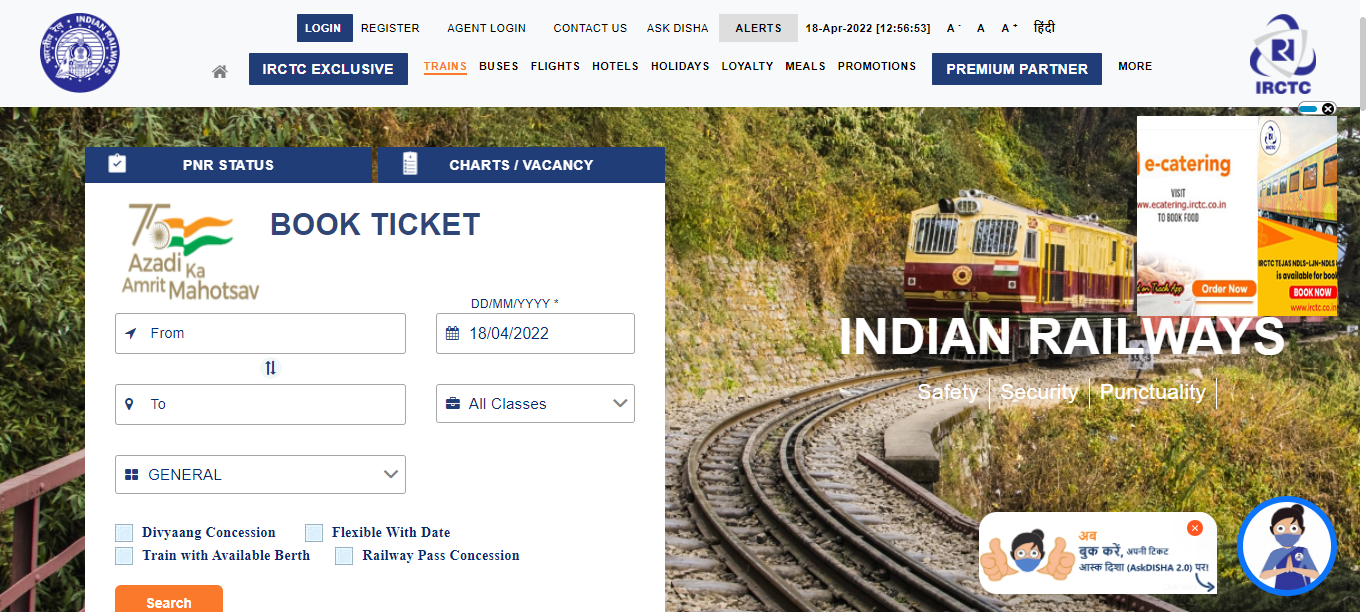 INDIAN RAILWAYS
भारतीय रेल
LOGIN REGISTER AGENT LOGIN CONTACT US ASK DISHA ALERTS 18-Apr-2022 [12:56:53] A - A A + हिंदी
IRCTC EXCLUSIVE TRAINS BUSES FLIGHTS HOTELS HOLIDAYS LOYALTY MEALS PROMOTIONS PREMIUM PARTNER MORE
IRCTC
PNR STATUS CHARTS / VACANCY
75
Azadi Ka
Amrit Mahotsav
BOOK TICKET
DD/MM/YYYY *
From 18/04/2022
To All Classes
GENERAL
Divyaang Concession Flexible With Date
Train with Available Berth Railway Pass Concession
Search
e-catering
VISIT
www.ecatering.irctc.co.in
TO BOOK FOOD
Order Now
IRCTC TEJAS NDLS-LJN-NDLS
is available for book
BOOK NOW
www.irctc.co.in
INDIAN RAILWAYS
Safety Security Punctuality
अब
बुक करें, अपनी टिकट
आस्क दिशा (AskDISHA 2.0) पर!